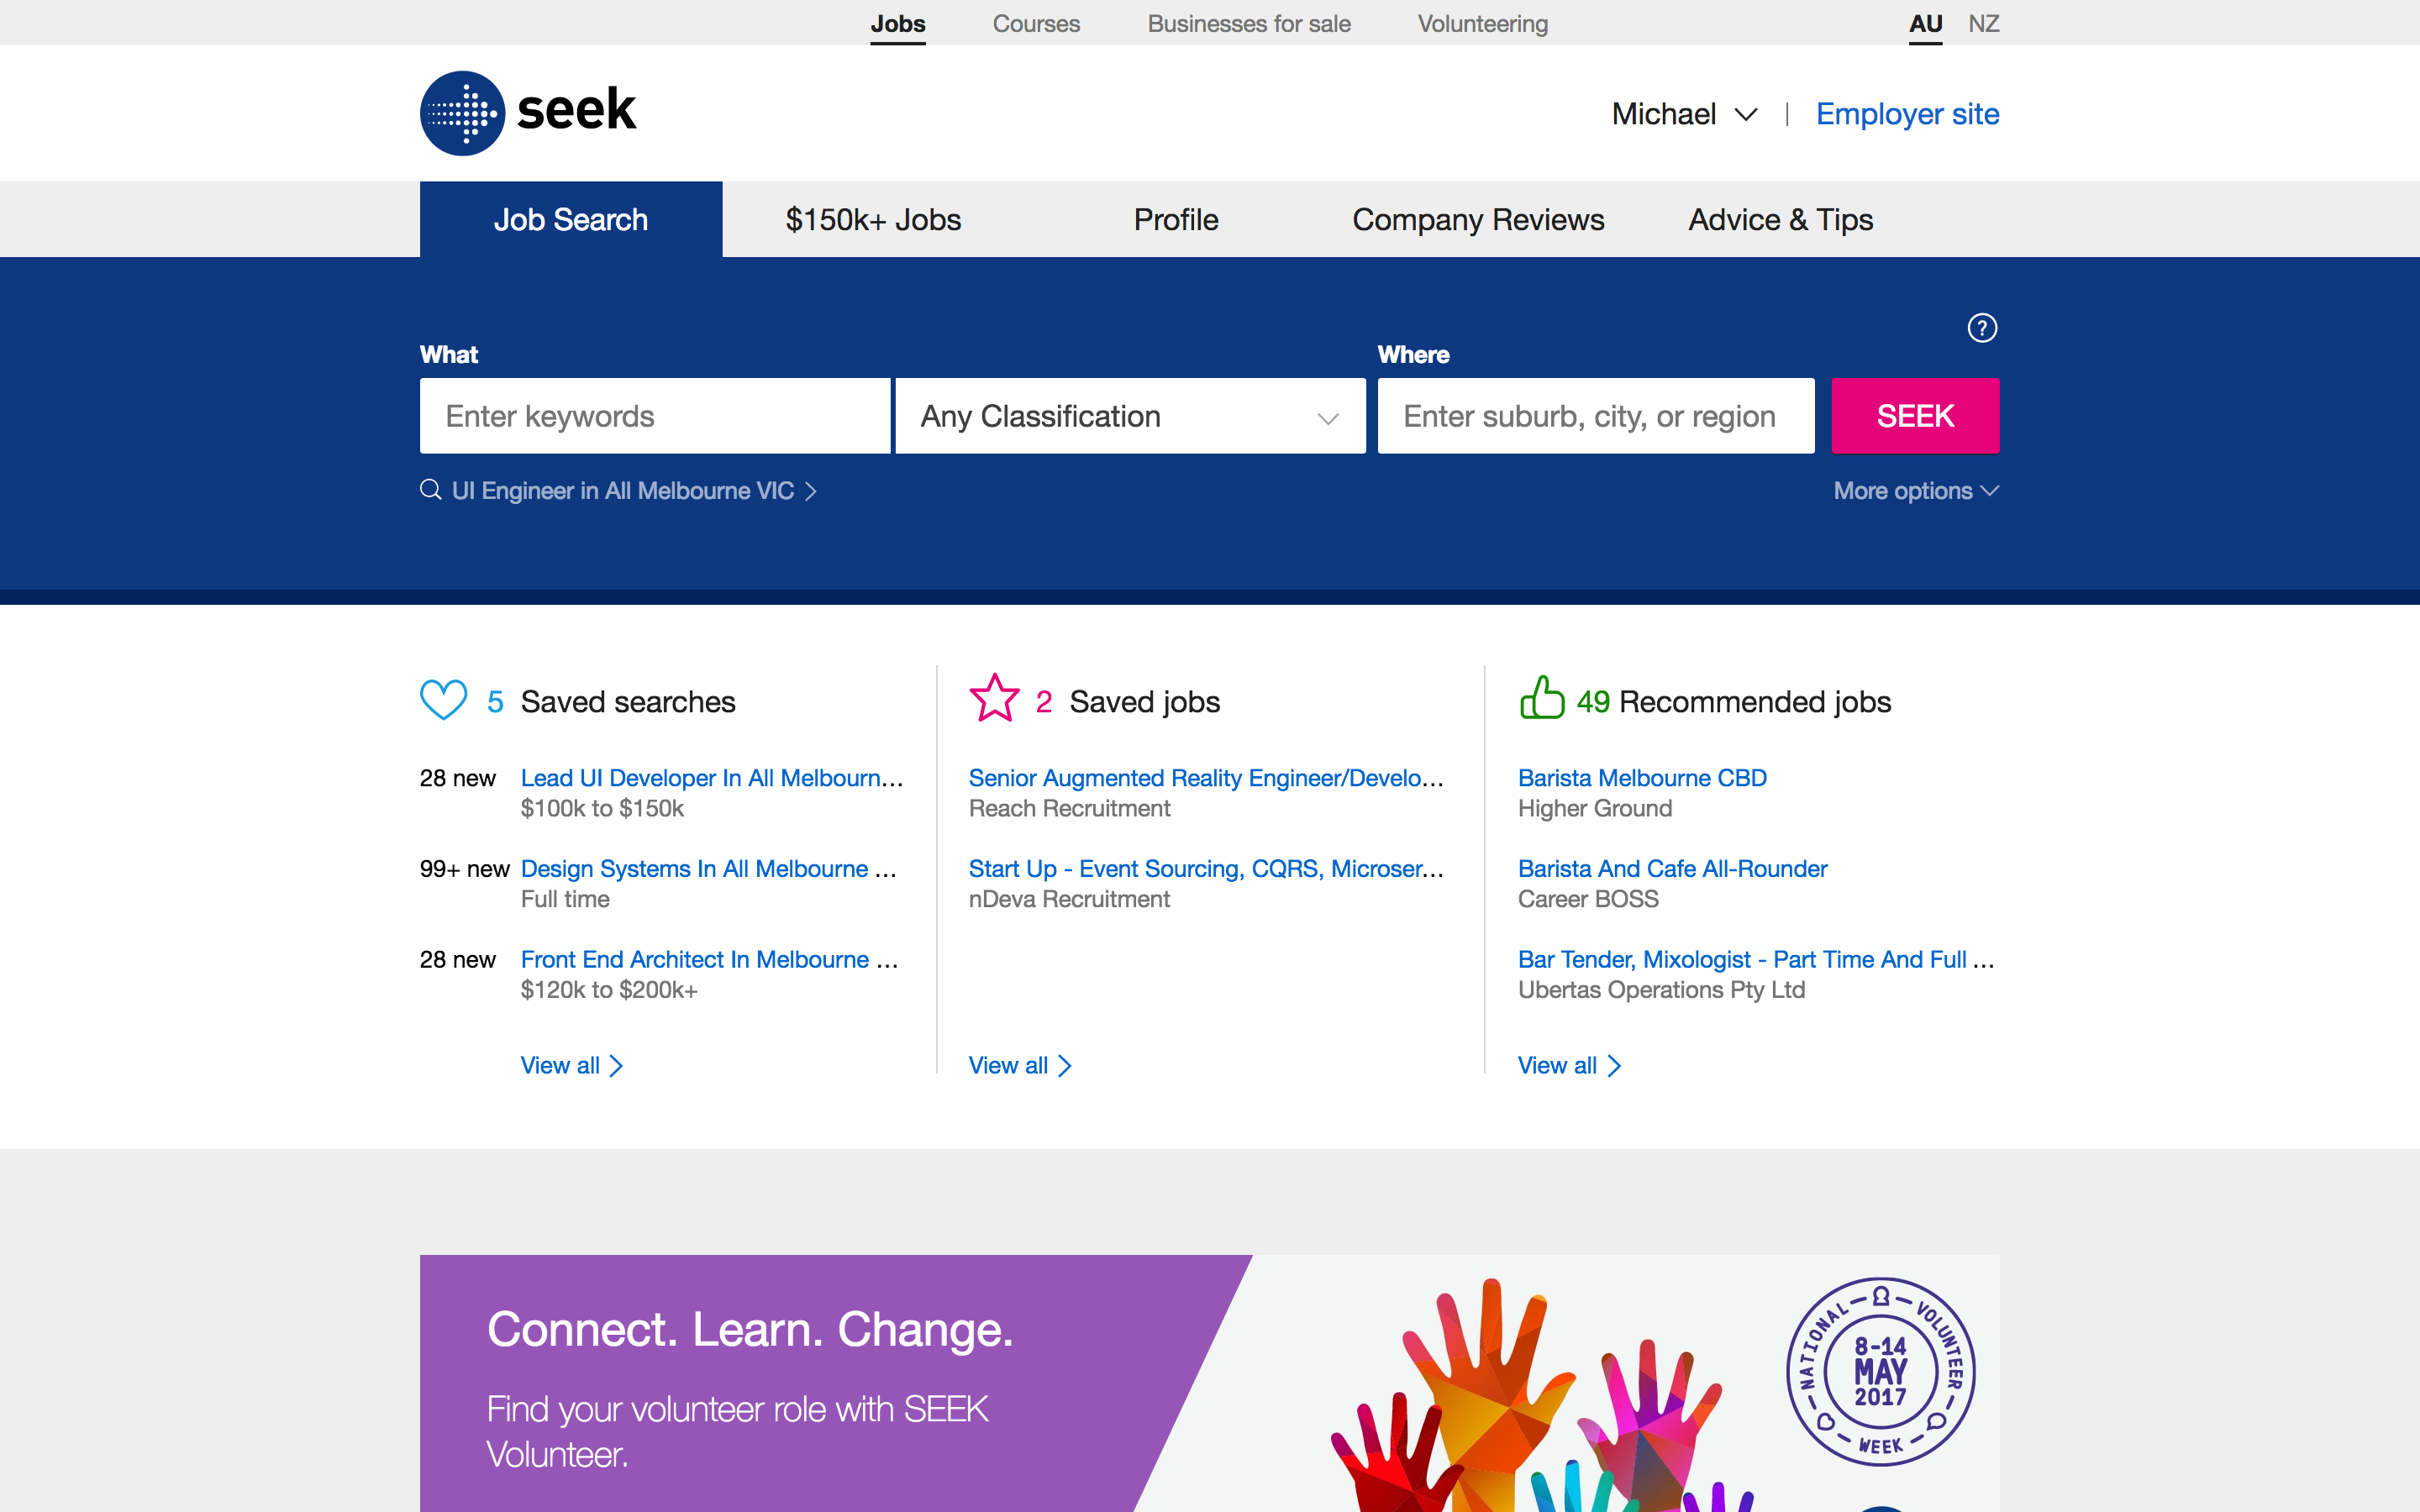 Jobs Courses Businesses for sale Volunteering AU NZ
seek
Michael | Employer site
Job Search $150k+ Jobs Profile Company Reviews Advice & Tips
?
What Where
Enter keywords Any Classification Enter suburb, city, or region SEEK
UI Engineer in All Melbourne VIC More options
5 Saved searches
28 new Lead UI Developer In All Melbourn...
$100k to $150k
99+ new Design Systems In All Melbourne ...
Full time
28 new Front End Architect In Melbourne ...
$120k to $200k+
View all
2 Saved jobs
Senior Augmented Reality Engineer/Develo...
Reach Recruitment
Start Up - Event Sourcing, CQRS, Microser...
nDeva Recruitment
View all
49 Recommended jobs
Barista Melbourne CBD
Higher Ground
Barista And Cafe All-Rounder
Career BOSS
Bar Tender, Mixologist - Part Time And Full ...
Ubertas Operations Pty Ltd
View all
Connect. Learn. Change.
Find your volunteer role with SEEK
Volunteer.
NATIONAL VOLUNTEER WEEK
8-14
MAY
2017